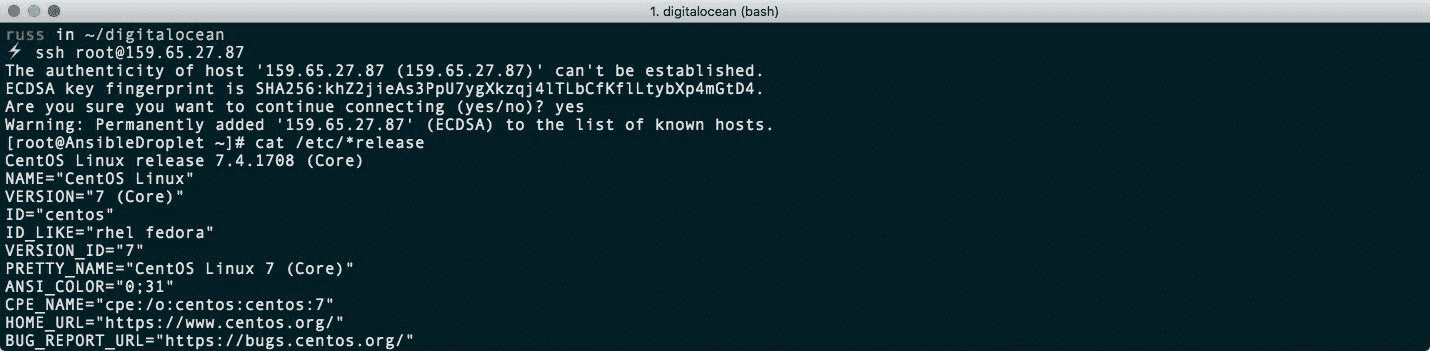 1. digitalocean (bash)
russ in ~/digitalocean
⚡ ssh root@159.65.27.87
The authenticity of host '159.65.27.87 (159.65.27.87)' can't be established.
ECDSA key fingerprint is SHA256:khZ2jieAs3PpU7ygXkzqj4lTLbCfKflLtybXp4mGtD4.
Are you sure you want to continue connecting (yes/no)? yes
Warning: Permanently added '159.65.27.87' (ECDSA) to the list of known hosts.
[root@AnsibleDroplet ~]# cat /etc/*release
CentOS Linux release 7.4.1708 (Core)
NAME="CentOS Linux"
VERSION="7 (Core)"
ID="centos"
ID_LIKE="rhel fedora"
VERSION_ID="7"
PRETTY_NAME="CentOS Linux 7 (Core)"
ANSI_COLOR="0;31"
CPE_NAME="cpe:/o:centos:centos:7"
HOME_URL="https://www.centos.org/"
BUG_REPORT_URL="https://bugs.centos.org/"